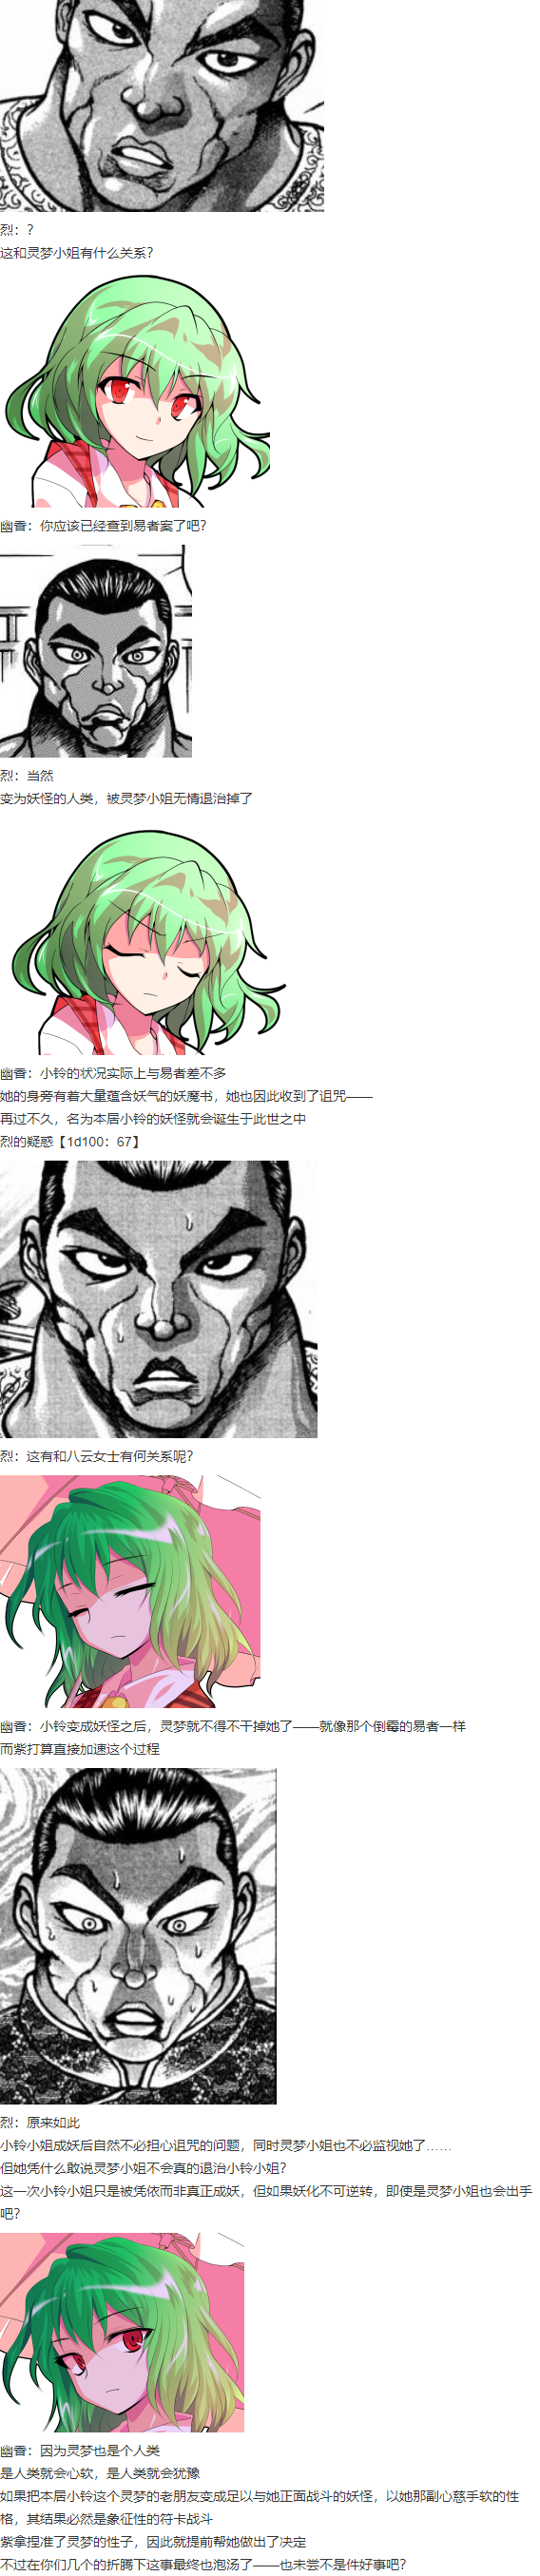 烈：？
这和灵梦小姐有什么关系？
幽香：你应该已经查到易者案了吧？
烈：当然
变为妖怪的人类，被灵梦小姐无情退治掉了
幽香：小铃的状况实际上与易者差不多
她的身旁有着大量蕴含妖气的妖魔书，她也因此收到了诅咒——
再过不久，名为本居小铃的妖怪就会诞生于此世之中
烈的疑惑【1d100：67】
烈：这有和八云女士有何关系呢？
幽香：小铃变成妖怪之后，灵梦就不得不干掉她了——就像那个倒霉的易者一样
而紫打算直接加速这个过程
烈：原来如此
小铃小姐成妖后自然不必担心诅咒的问题，同时灵梦小姐也不必监视她了……
但她凭什么敢说灵梦小姐不会真的退治小铃小姐？
这一次小铃小姐只是被凭依而非真正成妖，但如果妖化不可逆转，即使是灵梦小姐也会出手
吧？
幽香：因为灵梦也是个人类
是人类就会心软，是人类就会犹豫
如果把本居小铃这个灵梦的老朋友变成足以与她正面战斗的妖怪，以她那副心慈手软的性
格，其结果必然是象征性的符卡战斗
紫拿捏准了灵梦的性子，因此就提前帮她做出了决定
不过在你们几个的折腾下这事最终也泡汤了——也未尝不是件好事吧？